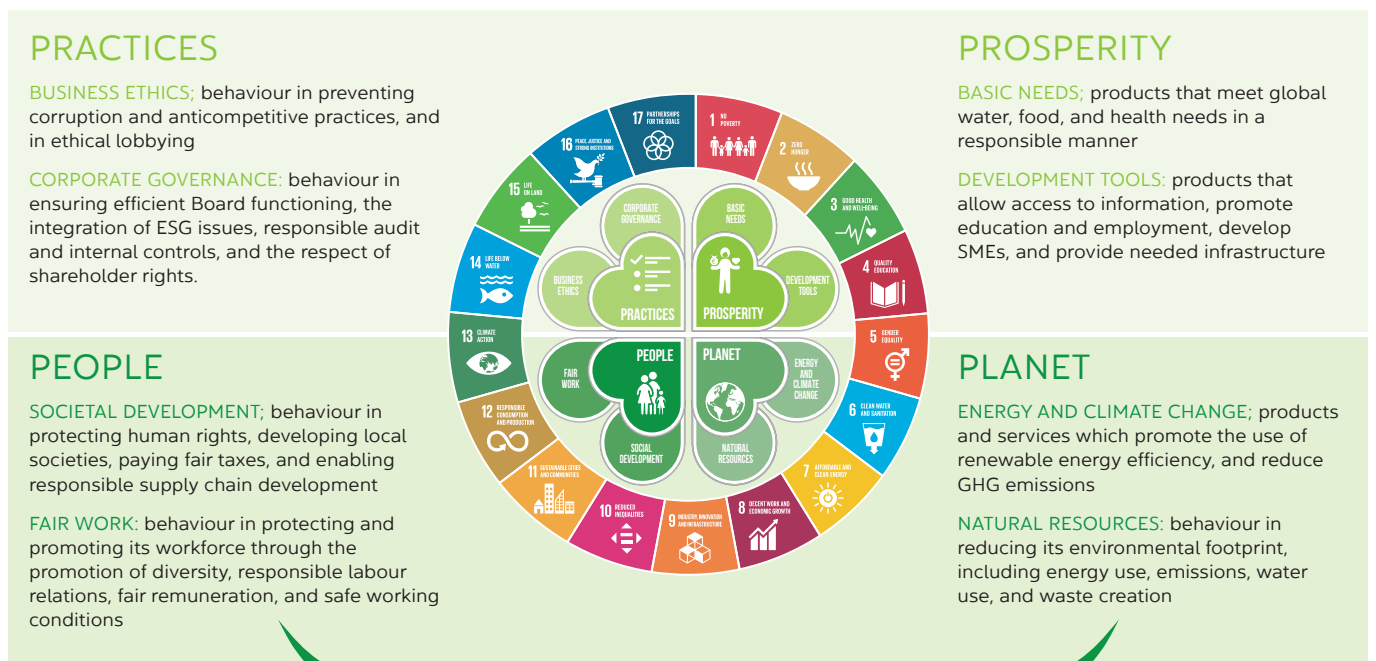 PRACTICES
BUSINESS ETHICS; behaviour in preventing
corruption and anticompetitive practices, and
in ethical lobbying
CORPORATE GOVERNANCE: behaviour in
ensuring efficient Board functioning, the
integration of ESG issues, responsible audit
and internal controls, and the respect of
shareholder rights.
PROSPERITY
BASIC NEEDS; products that meet global
water, food, and health needs in a
responsible manner
DEVELOPMENT TOOLS: products that
allow access to information, promote
education and employment, develop
SMEs, and provide needed infrastructure
PEOPLE
SOCIETAL DEVELOPMENT; behaviour in
protecting human rights, developing local
societies, paying fair taxes, and enabling
responsible supply chain development
FAIR WORK: behaviour in protecting and
promoting its workforce through the
promotion of diversity, responsible labour
relations, fair remuneration, and safe working
conditions
PLANET
ENERGY AND CLIMATE CHANGE; products
and services which promote the use of
renewable energy efficiency, and reduce
GHG emissions
NATURAL RESOURCES: behaviour in
reducing its environmental footprint,
including energy use, emissions, water
use, and waste creation
1 NO
POVERTY
2 ZERO
HUNGER
3 GOOD HEALTH
AND WELL-BEING
4 QUALITY
EDUCATION
5 GENDER
EQUALITY
6 CLEAN WATER
AND SANITATION
7 AFFORDABLE AND
CLEAN ENERGY
8 DECENT WORK AND
ECONOMIC GROWTH
9 INDUSTRY, INNOVATION
AND INFRASTRUCTURE
10 REDUCED
INEQUALITIES
11 SUSTAINABLE CITIES
AND COMMUNITIES
12 RESPONSIBLE
CONSUMPTION
AND PRODUCTION
13 CLIMATE
ACTION
14 LIFE BELOW
WATER
15 LIFE
ON LAND
16 PEACE, JUSTICE AND
STRONG INSTITUTIONS
17 PARTNERSHIPS
FOR THE GOALS
CORPORATE
GOVERNANCE
BUSINESS
ETHICS
PRACTICES
BASIC
NEEDS
DEVELOPMENT
TOOLS
PROSPERITY
PEOPLE
FAIR
WORK
SOCIAL
DEVELOPMENT
PLANET
ENERGY
AND
CLIMATE
CHANGE
NATURAL
RESOURCES